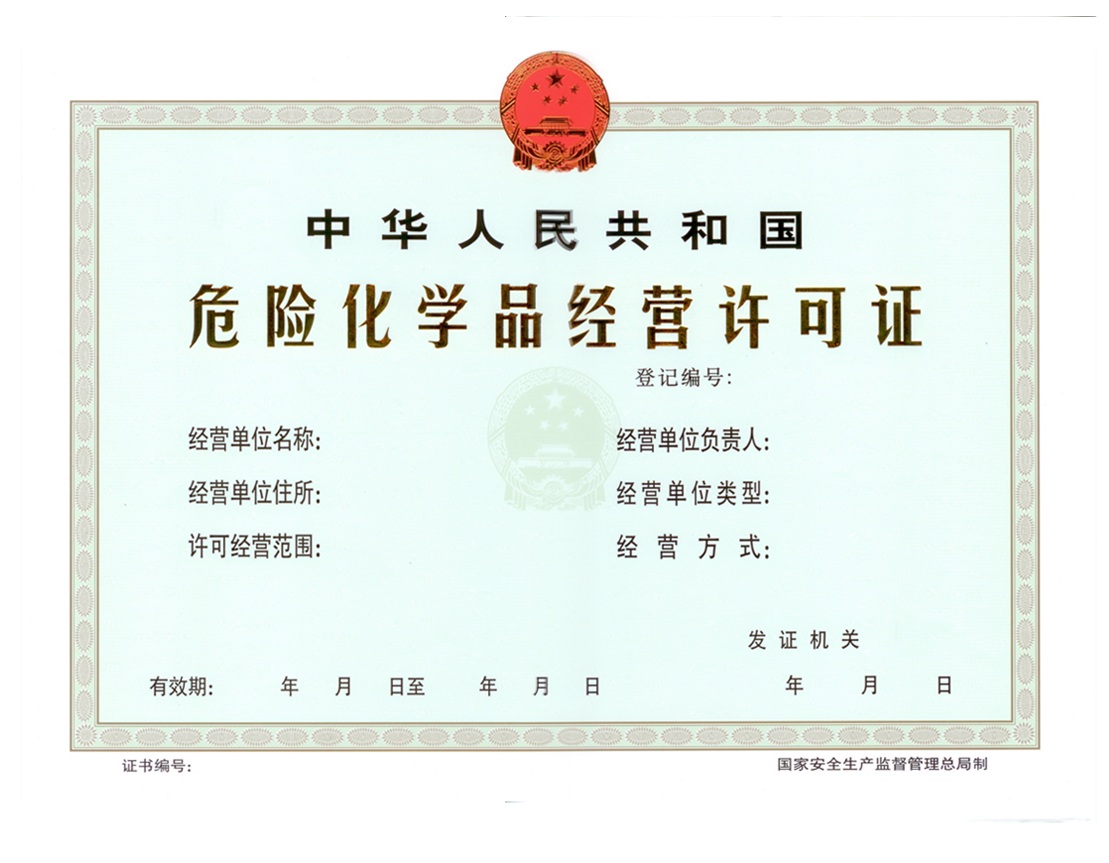 中华人民共和国
危险化学品经营许可证
登记编号：
经营单位名称： 经营单位负责人：
经营单位住所： 经营单位类型：
许可经营范围： 经营方式：
发证机关
有效期： 年 月 日至 年 月 日 年 月 日
证书编号： 国家安全生产监督管理总局制